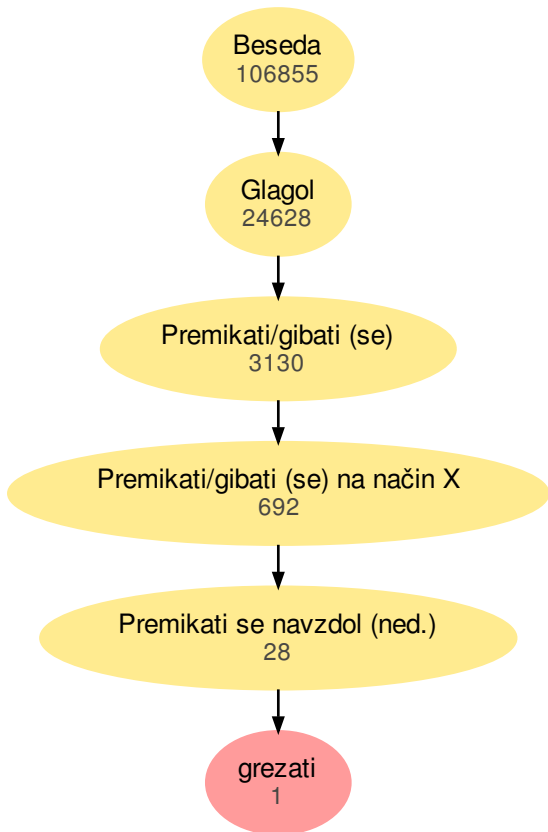 Beseda
106855
Glagol
24628
Premikati/gibati (se)
3130
Premikati/gibati (se) na način X
692
Premikati se navzdol (ned.)
28
grezati
1